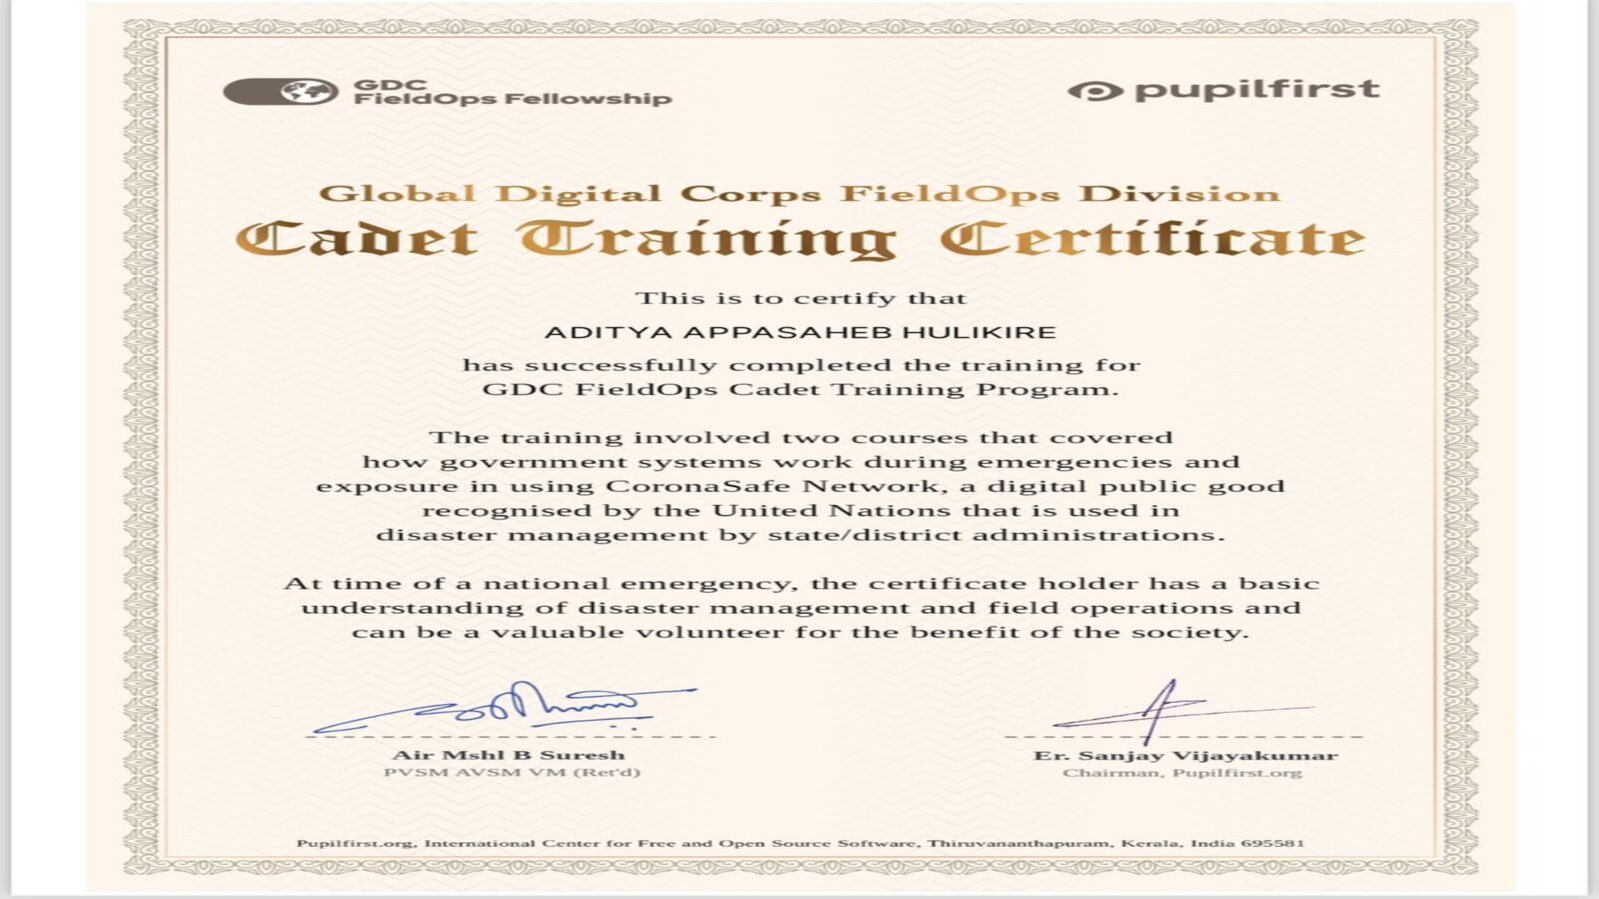 GDC
FieldOps Fellowship
pupilfirst
Global Digital Corps FieldOps Division
Cadet Training Certificate
This is to certify that
ADITYA APPASAHEB HULIKIRE
has successfully completed the training for
GDC FieldOps Cadet Training Program.
The training involved two courses that covered
how government systems work during emergencies and
exposure in using CoronaSafe Network, a digital public good
recognised by the United Nations that is used in
disaster management by state/district administrations.
At time of a national emergency, the certificate holder has a basic
understanding of disaster management and field operations and
can be a valuable volunteer for the benefit of the society.
Air Mshl B Suresh
PVSM AVSM VM (Ret'd)
Er. Sanjay Vijayakumar
Chairman, Pupilfirst.org
Pupilfirst.org, International Center for Free and Open Source Software, Thiruvananthapuram, Kerala, India 695581